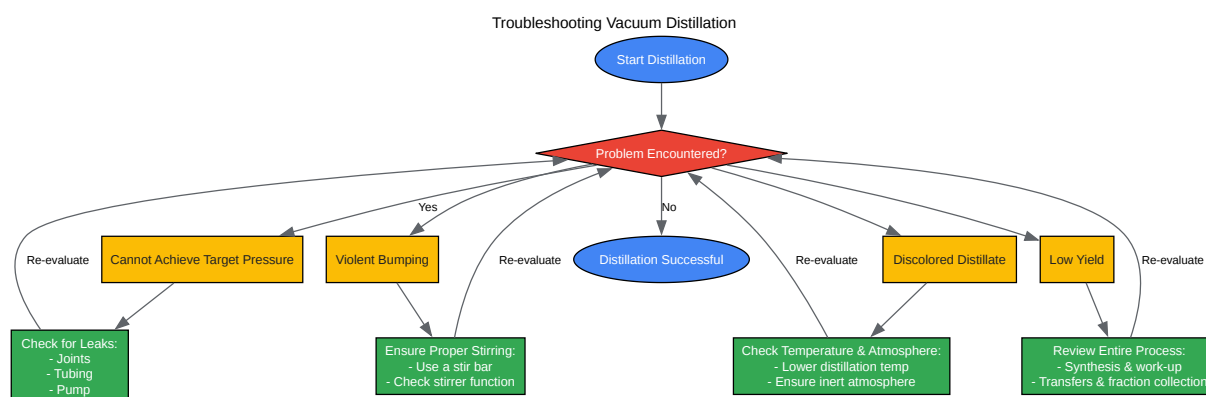 Troubleshooting Vacuum Distillation
Start Distillation
Problem Encountered?
Yes
No
Re-evaluate
Cannot Achieve Target Pressure
Violent Bumping
Re-evaluate
Distillation Successful
Re-evaluate
Discolored Distillate
Low Yield
Re-evaluate
Check for Leaks:
- Joints
- Tubing
- Pump
Ensure Proper Stirring:
- Use a stir bar
- Check stirrer function
Check Temperature & Atmosphere:
- Lower distillation temp
- Ensure inert atmosphere
Review Entire Process:
- Synthesis & work-up
- Transfers & fraction collection